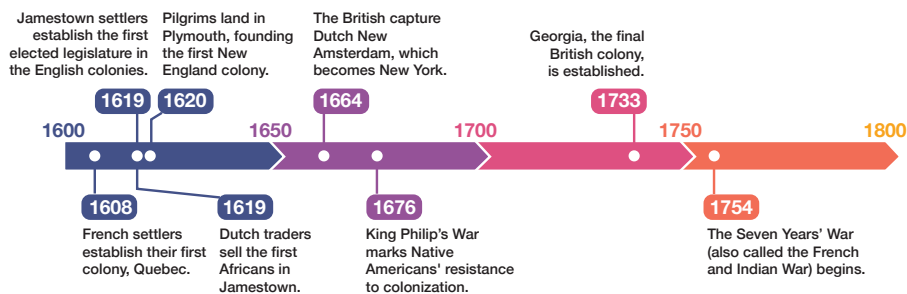 Jamestown settlers
establish the first
elected legislature in
the English colonies.
Pilgrims land in
Plymouth, founding
the first New
England colony.
The British capture
Dutch New
Amsterdam, which
becomes New York.
Georgia, the final
British colony,
is established.
1619
1620
1664
1733
1600
1650
1700
1750
1800
1608
1619
1676
1754
French settlers
establish their first
colony, Quebec.
Dutch traders
sell the first
Africans in
Jamestown.
King Philip's War
marks Native
Americans' resistance
to colonization.
The Seven Years' War
(also called the French
and Indian War) begins.